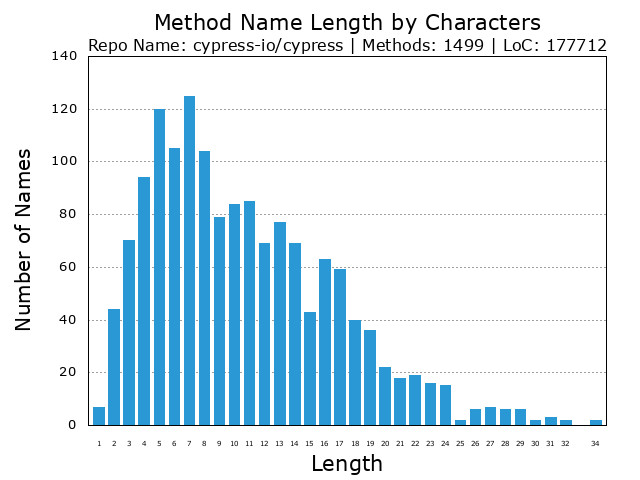 Method Name Length by Characters
Repo Name: cypress-io/cypress | Methods: 1499 | LoC: 177712
140
120
100
80
60
40
20
0
Number of Names
1 2 3 4 5 6 7 8 9 10 11 12 13 14 15 16 17 18 19 20 21 22 23 24 25 26 27 28 29 30 31 32 34
Length